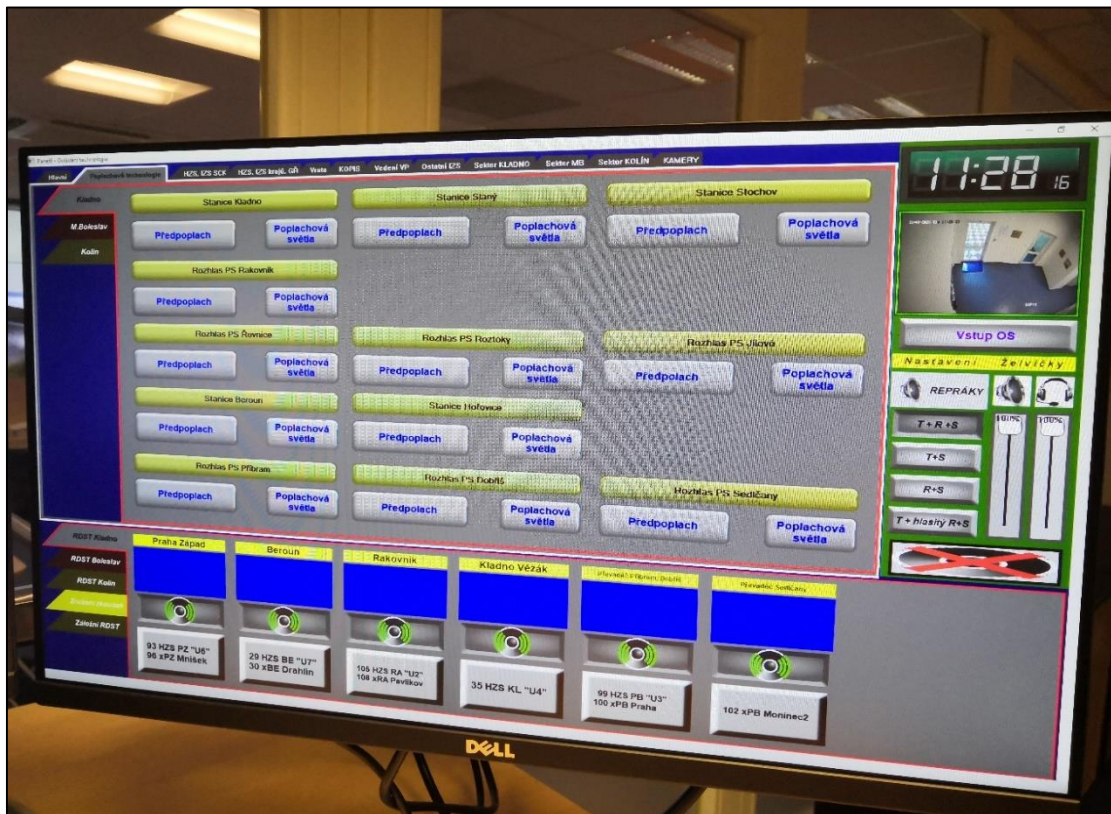 Hlavní Poplachové technologie HZS, IZS SCK HZS, IZS krajů, GŘ Vrata KOPIS Vedení VP Ostatní IZS Sektor KLADNO Sektor MB Sektor KOLÍN KAMERY
11:28 16
Kladno
M.Boleslav
Kolín
Stanice Kladno Stanice Slaný Stanice Stochov
Předpoplach Poplachová světla Předpoplach Poplachová světla Předpoplach Poplachová světla
Rozhlas PS Rakovník
Předpoplach Poplachová světla
Rozhlas PS Řevnice Rozhlas PS Roztoky Rozhlas PS Jílové
Předpoplach Poplachová světla Předpoplach Poplachová světla Předpolach Poplachová světla
Stanice Beroun Stanice Hořovice
Předpoplach Poplachová světla Předpoplach Poplachová světla
Rozhlas PS Příbram Rozhlas PS Dobříš Rozhlas PS Sedlčany
Předpoplach Poplachová světla Předpolach Poplachová světla Předpoplach Poplachová světla
Vstup OS
Nastavení Želvičky
REPRÁKY
T + R +S 100% 100%
T+S
R+S
T + hlasitý R+S
RDST Kladno
RDST Boleslav
RDST Kolín
Záložní RDST
Praha Západ Beroun Rakovník Kladno Věžák Převaděč Sedlčany
93 HZS PZ "U6"
96 xPZ Mníšek
29 HZS BE "U7"
30 xBE Drahlín
105 HZS RA "U2"
108 xRA Pavlíkov
35 HZS KL "U4"
99 HZS PB "U3"
100 xPB Praha
102 xPB Monínec2
DELL